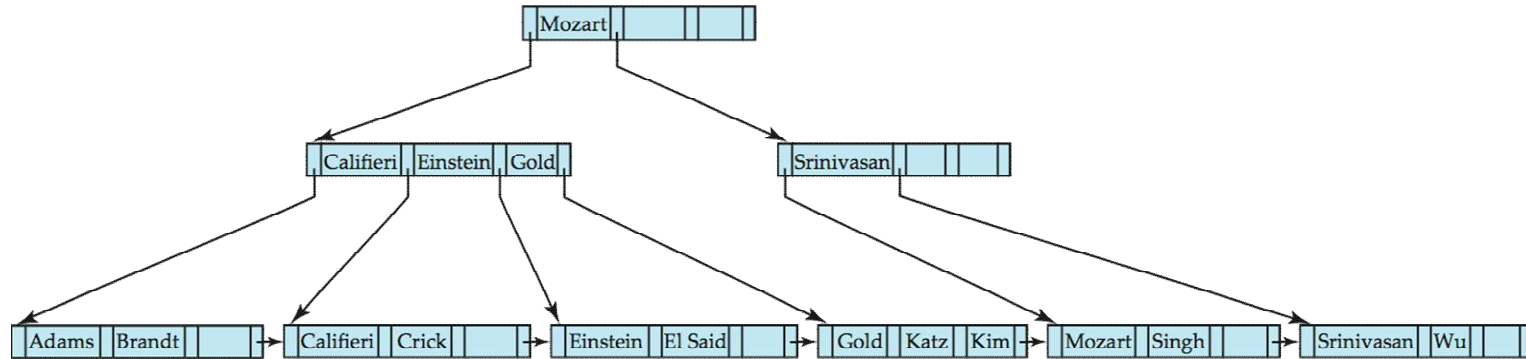 Mozart
Califieri Einstein Gold Srinivasan
Adams Brandt Califieri Crick Einstein El Said Gold Katz Kim Mozart Singh Srinivasan Wu